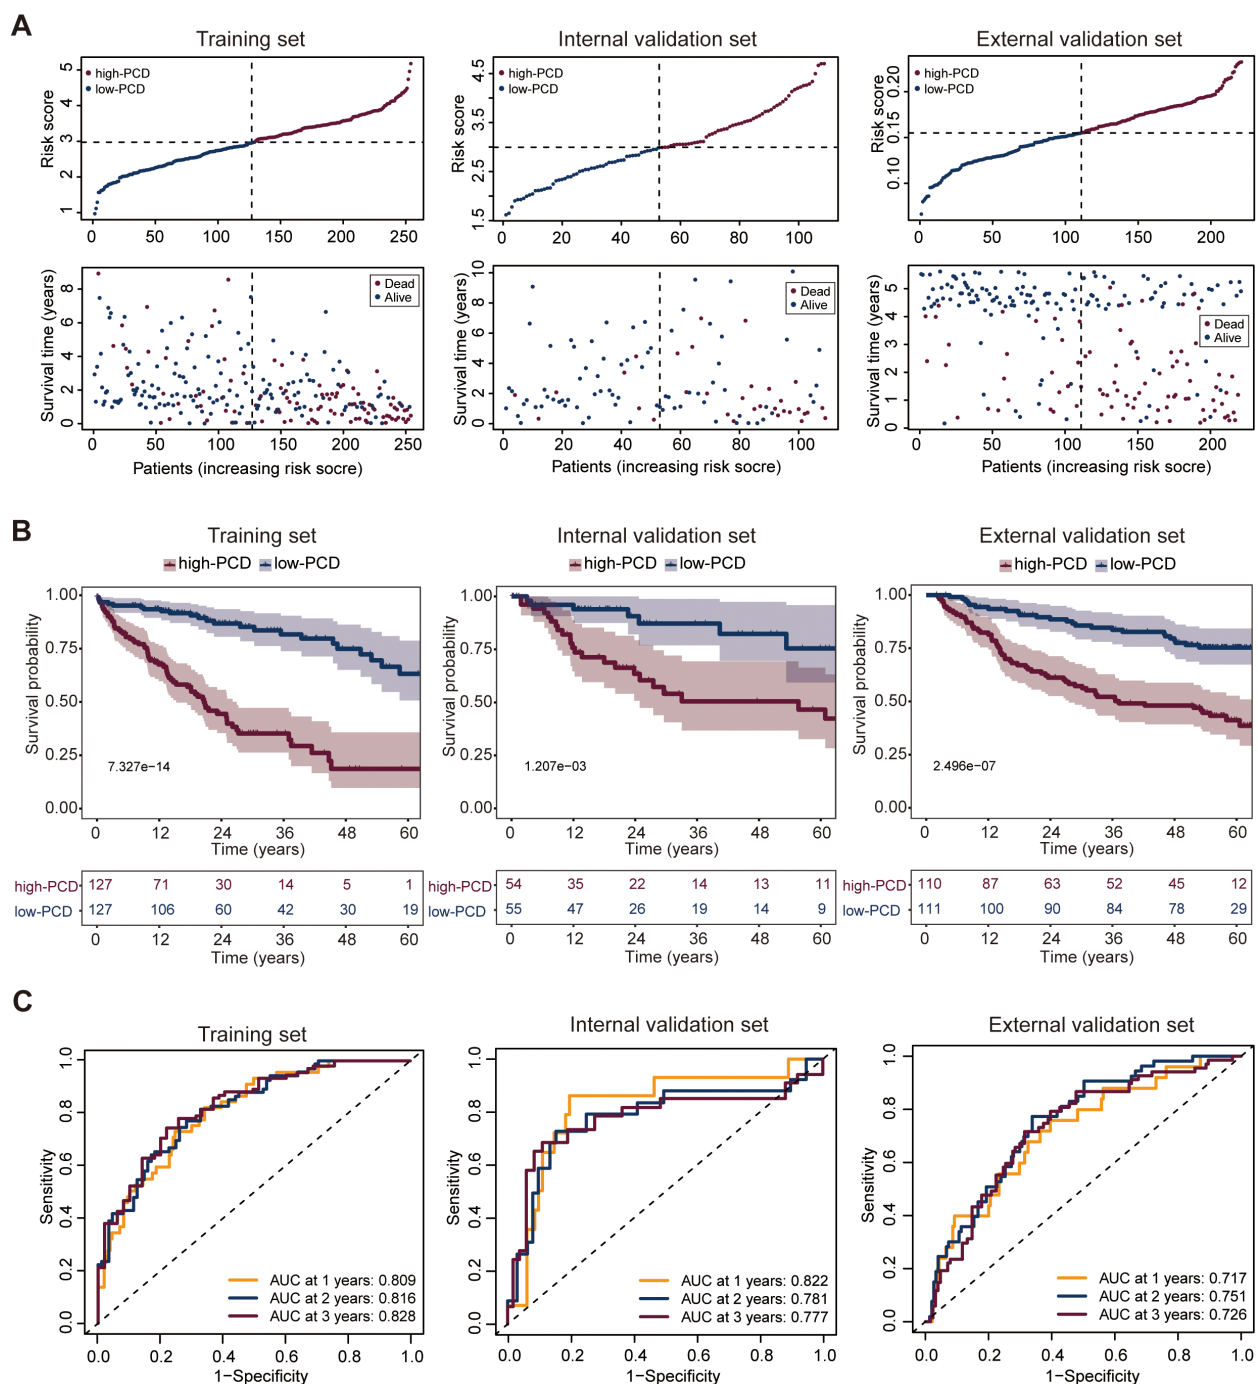 A
Training set
Internal validation set
External validation set
high-PCD
low-PCD
Risk score
5
4
3
2
1
0 50 100 150 200 250
high-PCD
low-PCD
Risk score
4.5
3.5
2.5
1.5
0 20 40 60 80 100
high-PCD
low-PCD
Risk score
0.20
0.15
0.10
0 50 100 150 200
Dead
Alive
Survival time (years)
8
6
4
2
0
0 50 100 150 200 250
Patients (increasing risk socre)
Dead
Alive
Survival time (years)
10
8
6
4
2
0
0 20 40 60 80 100
Patients (increasing risk socre)
Dead
Alive
Survival time (years)
5
4
3
2
1
0
0 50 100 150 200
Patients (increasing risk socre)
B
Training set
high-PCD low-PCD
Survival probability
1.00
0.75
0.50
0.25
0.00
7.327e−14
0 12 24 36 48 60
Time (years)
high-PCD 127 71 30 14 5 1
low-PCD 127 106 60 42 30 19
0 12 24 36 48 60
Time (years)
Internal validation set
high-PCD low-PCD
Survival probability
1.00
0.75
0.50
0.25
0.00
1.207e−03
0 12 24 36 48 60
Time (years)
high-PCD 54 35 22 14 13 11
low-PCD 55 47 26 19 14 9
0 12 24 36 48 60
Time (years)
External validation set
high-PCD low-PCD
Survival probability
1.00
0.75
0.50
0.25
0.00
2.496e−07
0 12 24 36 48 60
Time (years)
high-PCD 110 87 63 52 45 12
low-PCD 111 100 90 84 78 29
0 12 24 36 48 60
Time (years)
C
Training set
Sensitivity
1.0
0.8
0.6
0.4
0.2
0.0
AUC at 1 years: 0.809
AUC at 2 years: 0.816
AUC at 3 years: 0.828
0.0 0.2 0.4 0.6 0.8 1.0
1−Specificity
Internal validation set
Sensitivity
1.0
0.8
0.6
0.4
0.2
0.0
AUC at 1 years: 0.822
AUC at 2 years: 0.781
AUC at 3 years: 0.777
0.0 0.2 0.4 0.6 0.8 1.0
1−Specificity
External validation set
Sensitivity
1.0
0.8
0.6
0.4
0.2
0.0
AUC at 1 years: 0.717
AUC at 2 years: 0.751
AUC at 3 years: 0.726
0.0 0.2 0.4 0.6 0.8 1.0
1−Specificity